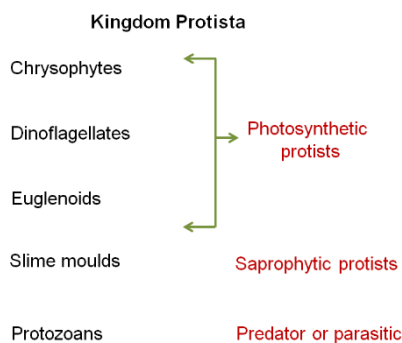 Kingdom Protista
Chrysophytes
Dinoflagellates
Photosynthetic
protists
Euglenoids
Slime moulds
Saprophytic protists
Protozoans
Predator or parasitic